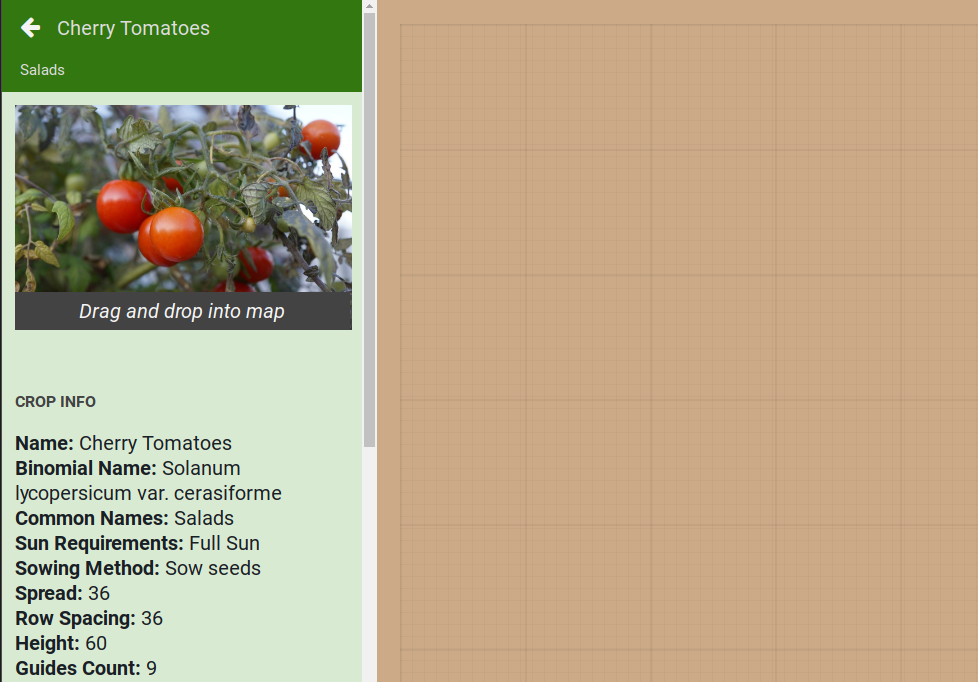 Cherry Tomatoes
Salads
Drag and drop into map
CROP INFO
Name: Cherry Tomatoes
Binomial Name: Solanum
lycopersicum var. cerasiforme
Common Names: Salads
Sun Requirements: Full Sun
Sowing Method: Sow seeds
Spread: 36
Row Spacing: 36
Height: 60
Guides Count: 9